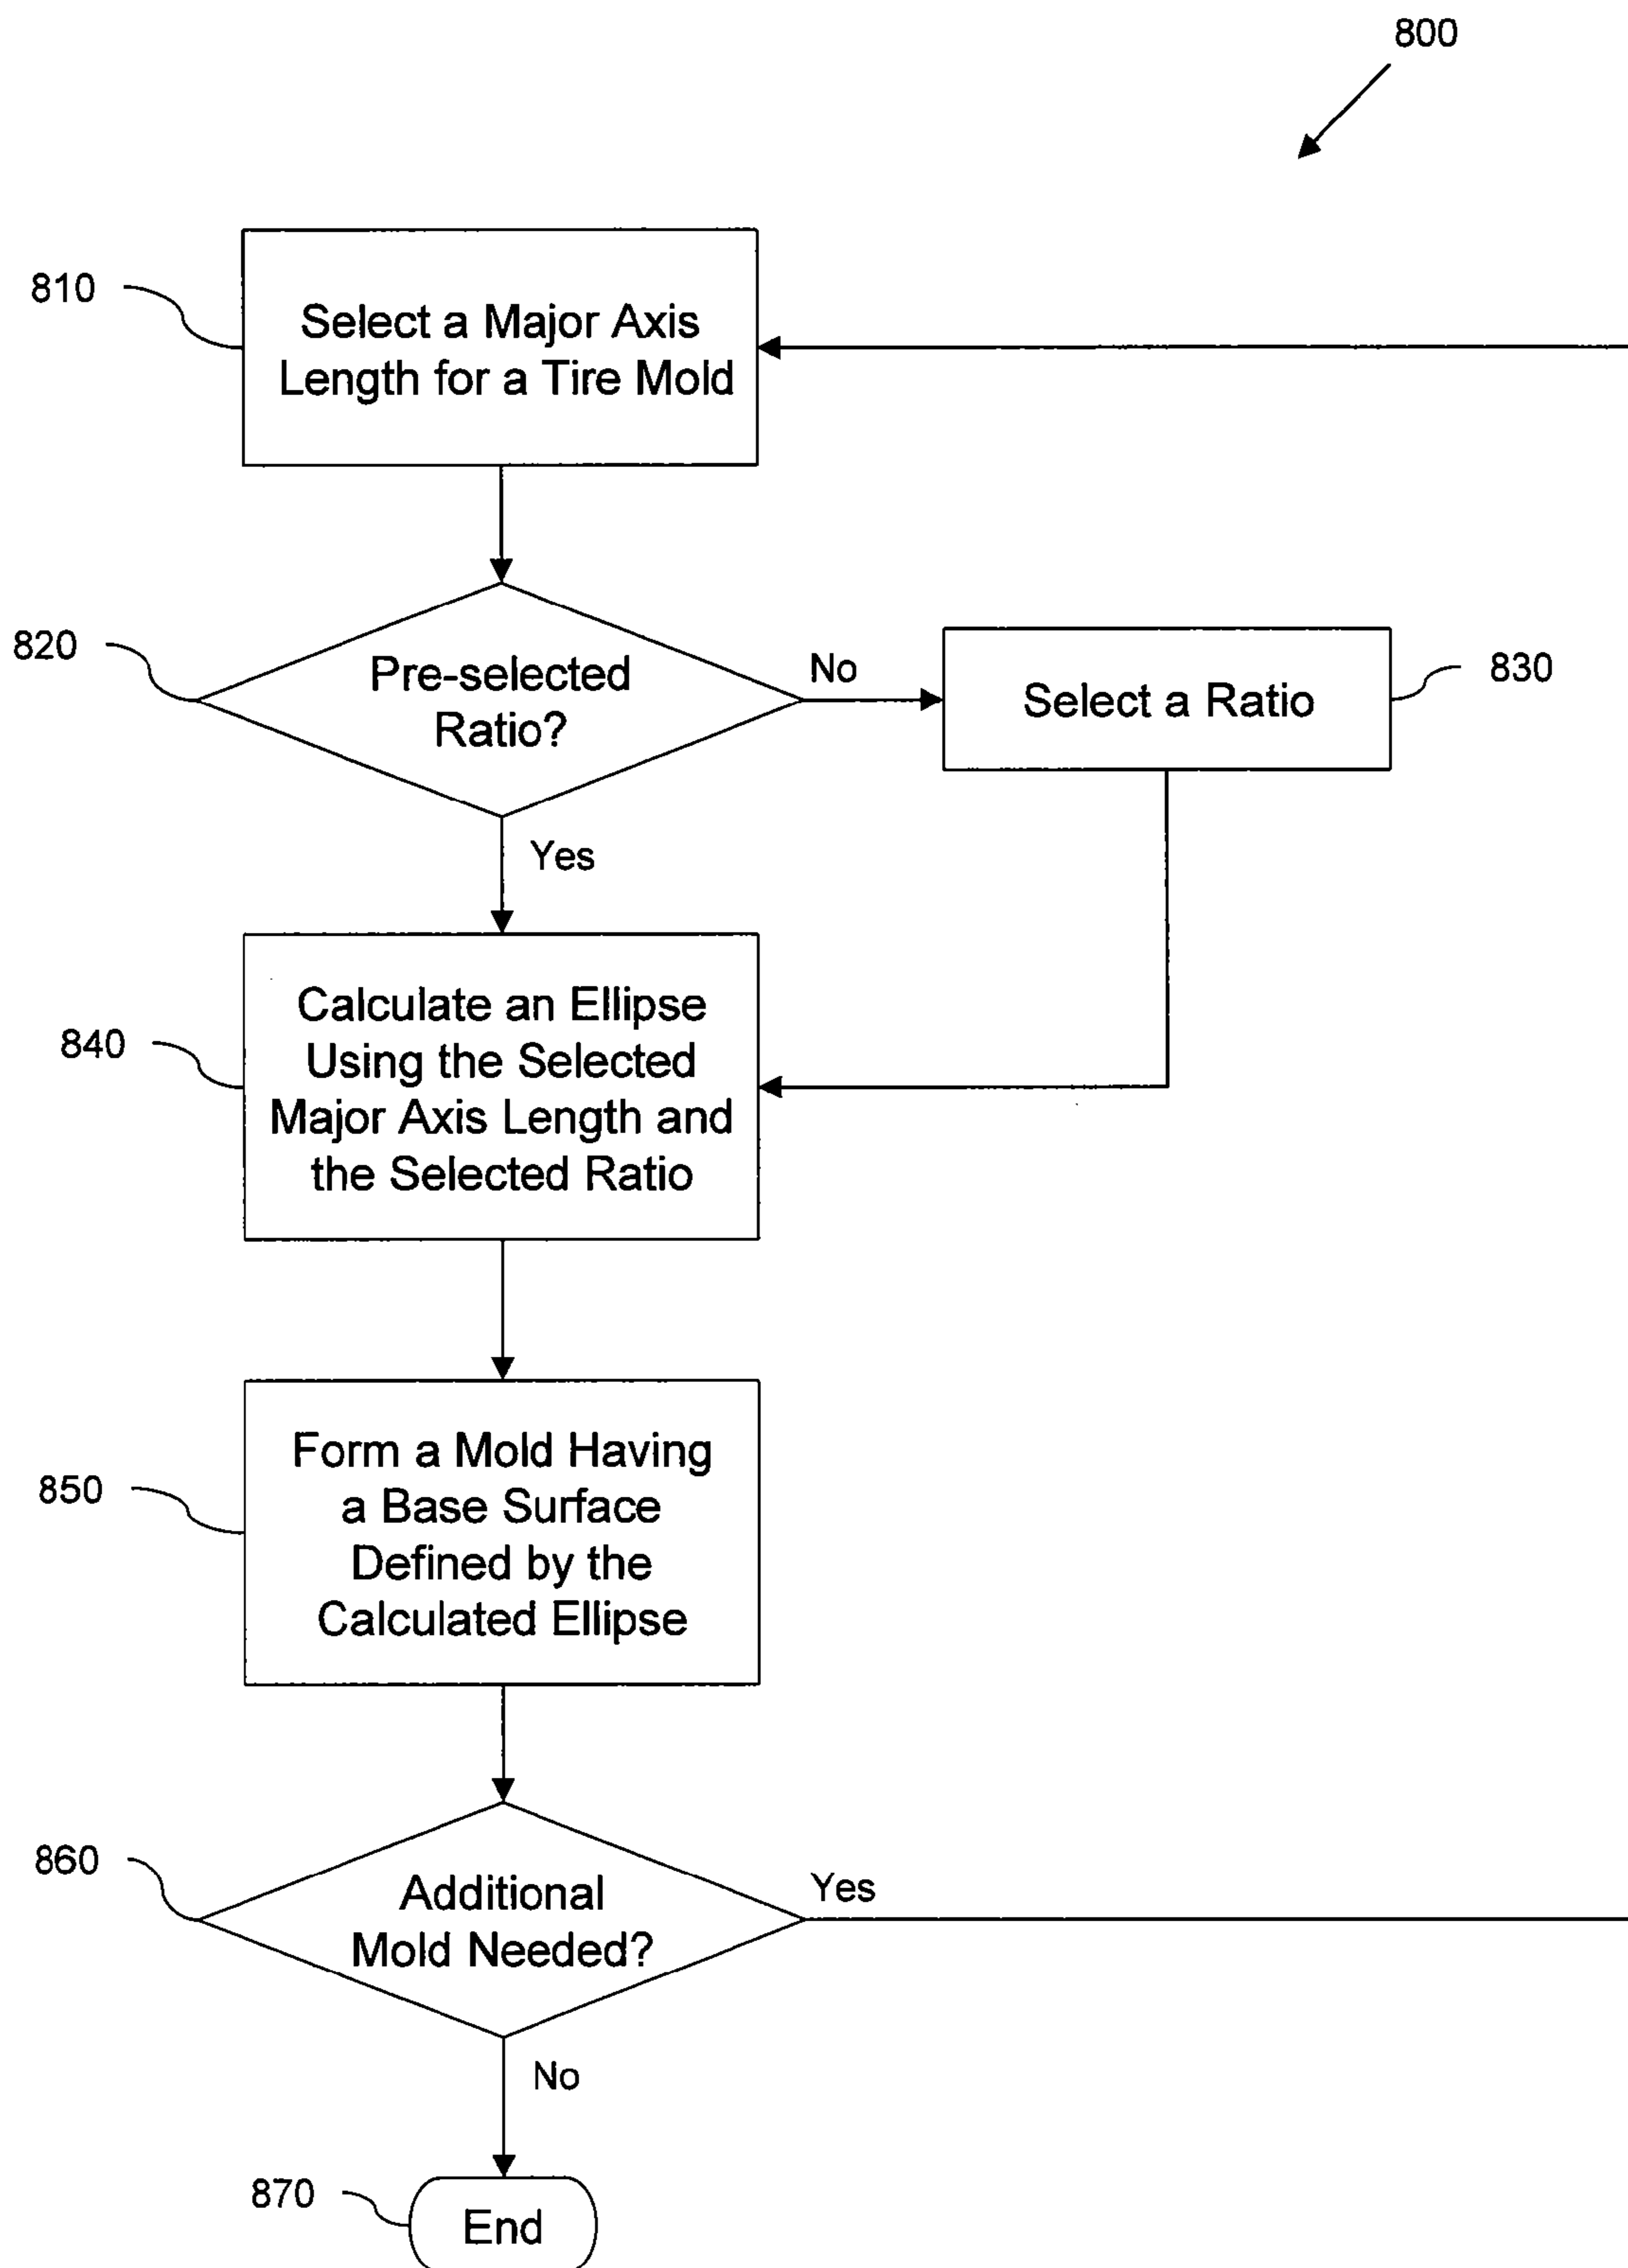 800
810
Select a Major Axis
Length for a Tire Mold
820
Pre-selected
Ratio?
No
830
Select a Ratio
Yes
840
Calculate an Ellipse
Using the Selected
Major Axis Length and
the Selected Ratio
850
Form a Mold Having
a Base Surface
Defined by the
Calculated Ellipse
860
Additional
Mold Needed?
Yes
No
870
End